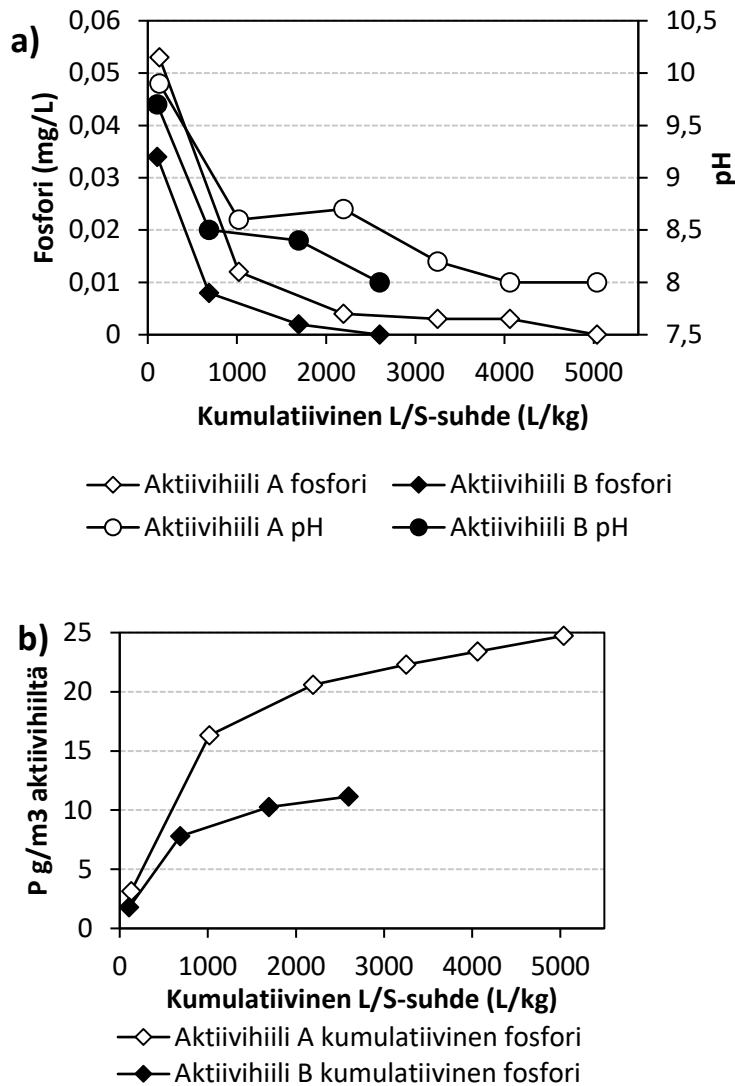 a)
Fosfori (mg/L)
0,06
0,05
0,04
0,03
0,02
0,01
0
10,5
10
9,5
9
8,5
8
7,5
pH
0 1000 2000 3000 4000 5000
Kumulatiivinen L/S-suhde (L/kg)
Aktiivihiili A fosfori Aktiivihiili B fosfori
Aktiivihiili A pH Aktiivihiili B pH
b)
P g/m3 aktiivihiiltä
25
20
15
10
5
0
0 1000 2000 3000 4000 5000
Kumulatiivinen L/S-suhde (L/kg)
Aktiivihiili A kumulatiivinen fosfori
Aktiivihiili B kumulatiivinen fosfori